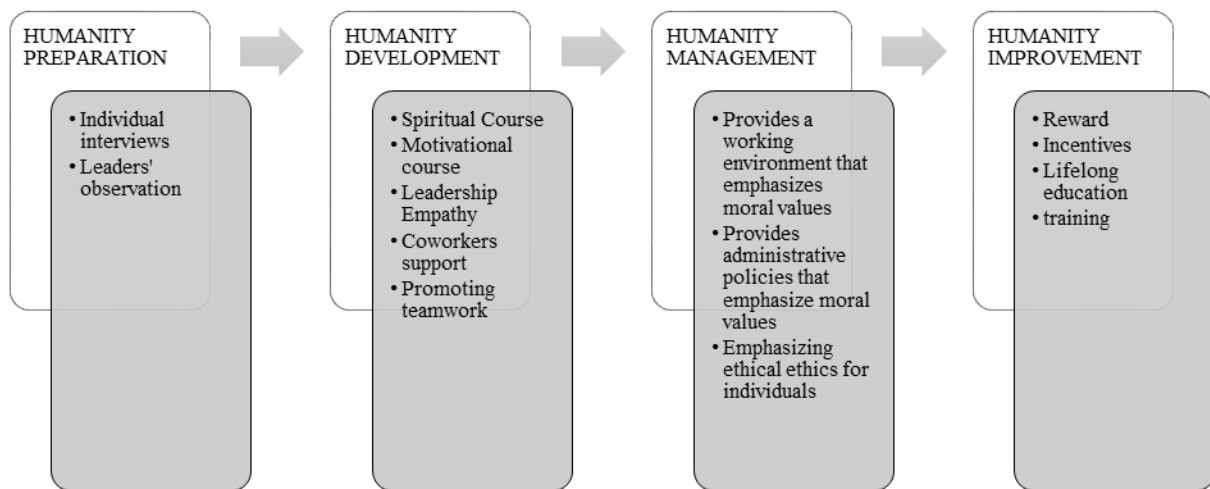 HUMANITY
PREPARATION
• Individual
interviews
• Leaders'
observation
HUMANITY
DEVELOPMENT
• Spiritual Course
• Motivational
course
• Leadership
Empathy
• Coworkers
support
• Promoting
teamwork
HUMANITY
MANAGEMENT
• Provides a
working
environment that
emphasizes
moral values
• Provides
administrative
policies that
emphasize moral
values
• Emphasizing
ethical ethics for
individuals
HUMANITY
IMPROVEMENT
• Reward
• Incentives
• Lifelong
education
• training